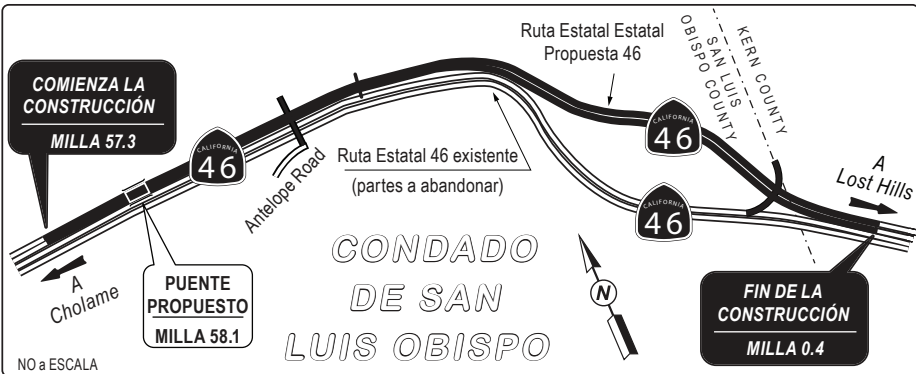 COMIENZA LA
CONSTRUCCIÓN
MILLA 57.3
Ruta Estatal Estatal
Propuesta 46
KERN COUNTY
SAN LUIS
OBISPO COUNTY
CALIFORNIA
46
CALIFORNIA
46
CALIFORNIA
46
Antelope Road
Ruta Estatal 46 existente
(partes a abandonar)
A
Lost Hills
A
Cholame
PUENTE
PROPUESTO
MILLA 58.1
CONDADO
DE SAN
LUIS OBISPO
N
FIN DE LA
CONSTRUCCIÓN
MILLA 0.4
NO a ESCALA